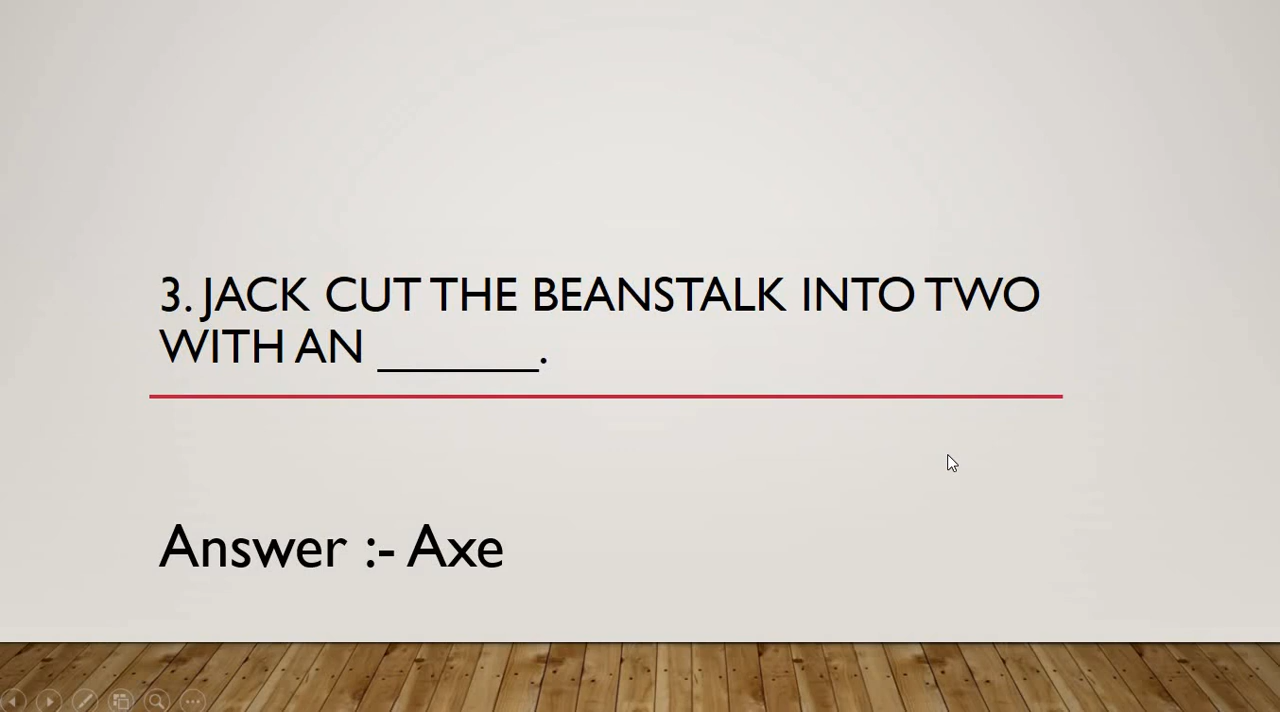 3. JACK CUT THE BEANSTALK INTO TWO
WITH AN _______.
Answer :- Axe